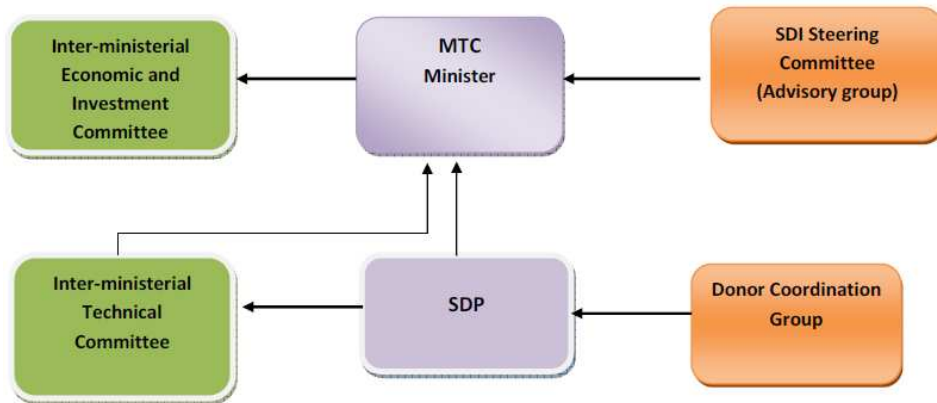 Inter-ministerial
Economic and
Investment
Committee
MTC
Minister
SDI Steering
Committee
(Advisory group)
Inter-ministerial
Technical
Committee
SDP
Donor Coordination
Group